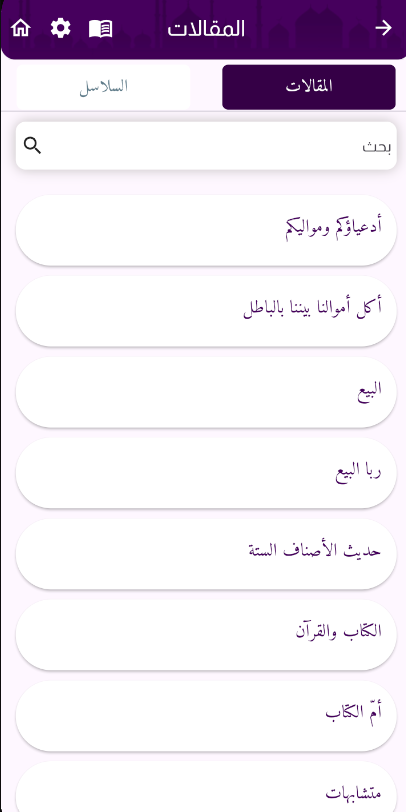 المقالات
المقالات
السلاسل
بحث
أدعياؤكم ومواليكم
أكل أموالنا بيننا بالباطل
البيع
ربا البيع
حديث الأصناف الستة
الكتاب والقرآن
أمّ الكتاب
متشابهات